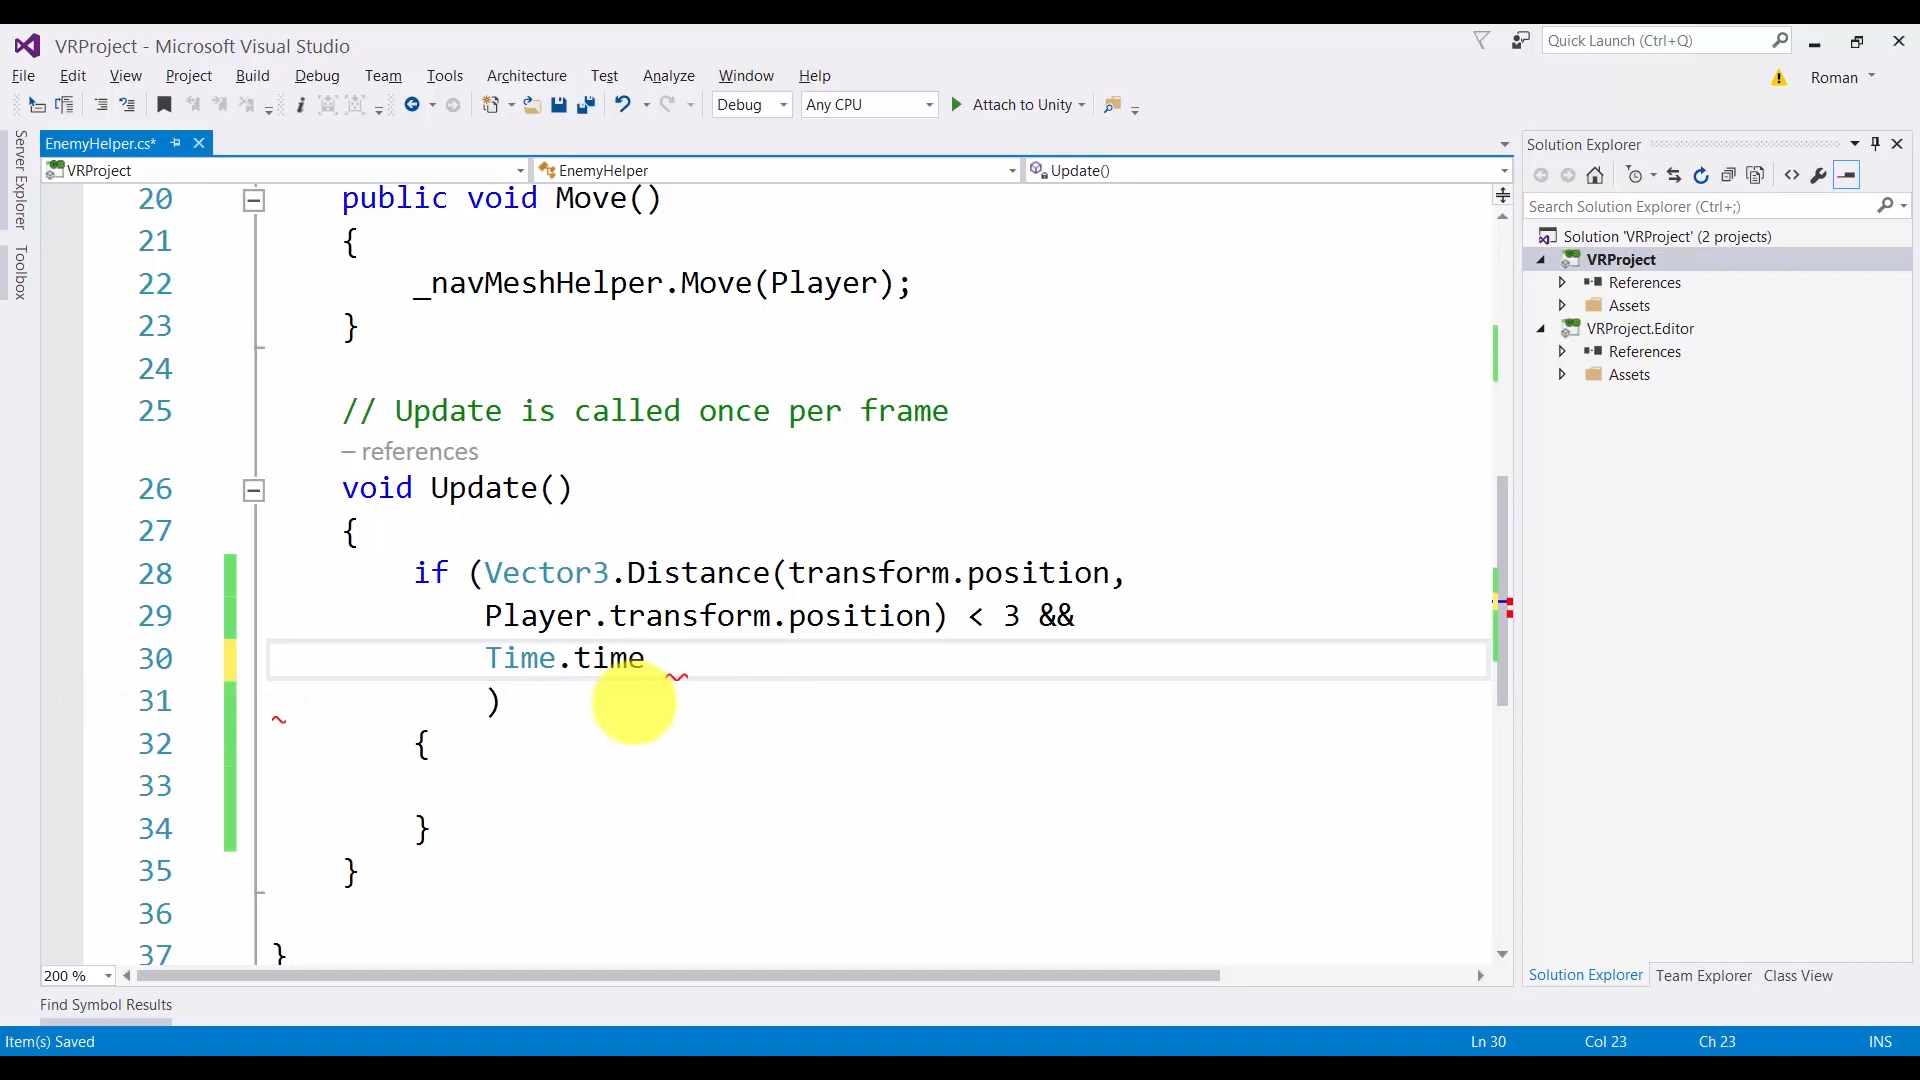 VRProject - Microsoft Visual Studio
Quick Launch (Ctrl+Q)
File Edit View Project Build Debug Team Tools Architecture Test Analyze Window Help
Roman
Debug Any CPU Attach to Unity
Server Explorer
Toolbox
EnemyHelper.cs*
VRProject EnemyHelper Update()
20 public void Move()
21 {
22 _navMeshHelper.Move(Player);
23 }
24
25 // Update is called once per frame
– references
26 void Update()
27 {
28 if (Vector3.Distance(transform.position,
29 Player.transform.position) < 3 &&
30 Time.time
31 )
32 {
33
34 }
35 }
36
37 }
200 %
Solution Explorer
Search Solution Explorer (Ctrl+;)
Solution 'VRProject' (2 projects)
VRProject
References
Assets
VRProject.Editor
References
Assets
Solution Explorer Team Explorer Class View
Find Symbol Results
Item(s) Saved Ln 30 Col 23 Ch 23 INS